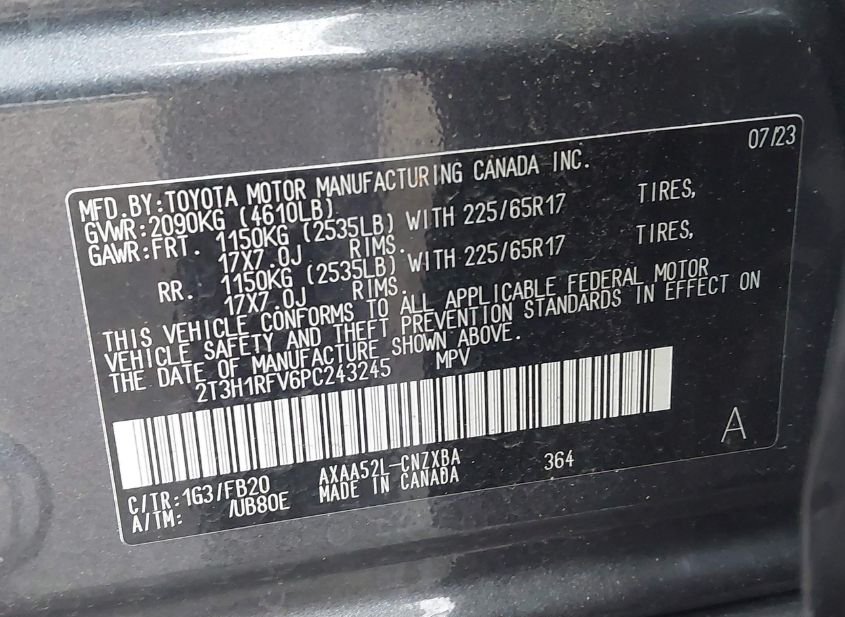 07/23
MFD.BY:TOYOTA MOTOR MANUFACTURING CANADA INC.
GVWR:2090KG (4610LB)
GAWR:FRT. 1150KG (2535LB) WITH 225/65R17 TIRES,
17X7.0J RIMS.
RR. 1150KG (2535LB) WITH 225/65R17 TIRES,
17X7.0J RIMS.
THIS VEHICLE CONFORMS TO ALL APPLICABLE FEDERAL MOTOR
VEHICLE SAFETY AND THEFT PREVENTION STANDARDS IN EFFECT ON
THE DATE OF MANUFACTURE SHOWN ABOVE.
2T3H1RFV6PC243245 MPV
A
C/TR:1G3/FB20 AXAA52L-CNZXBA 364
A/TM: /UB80E MADE IN CANADA